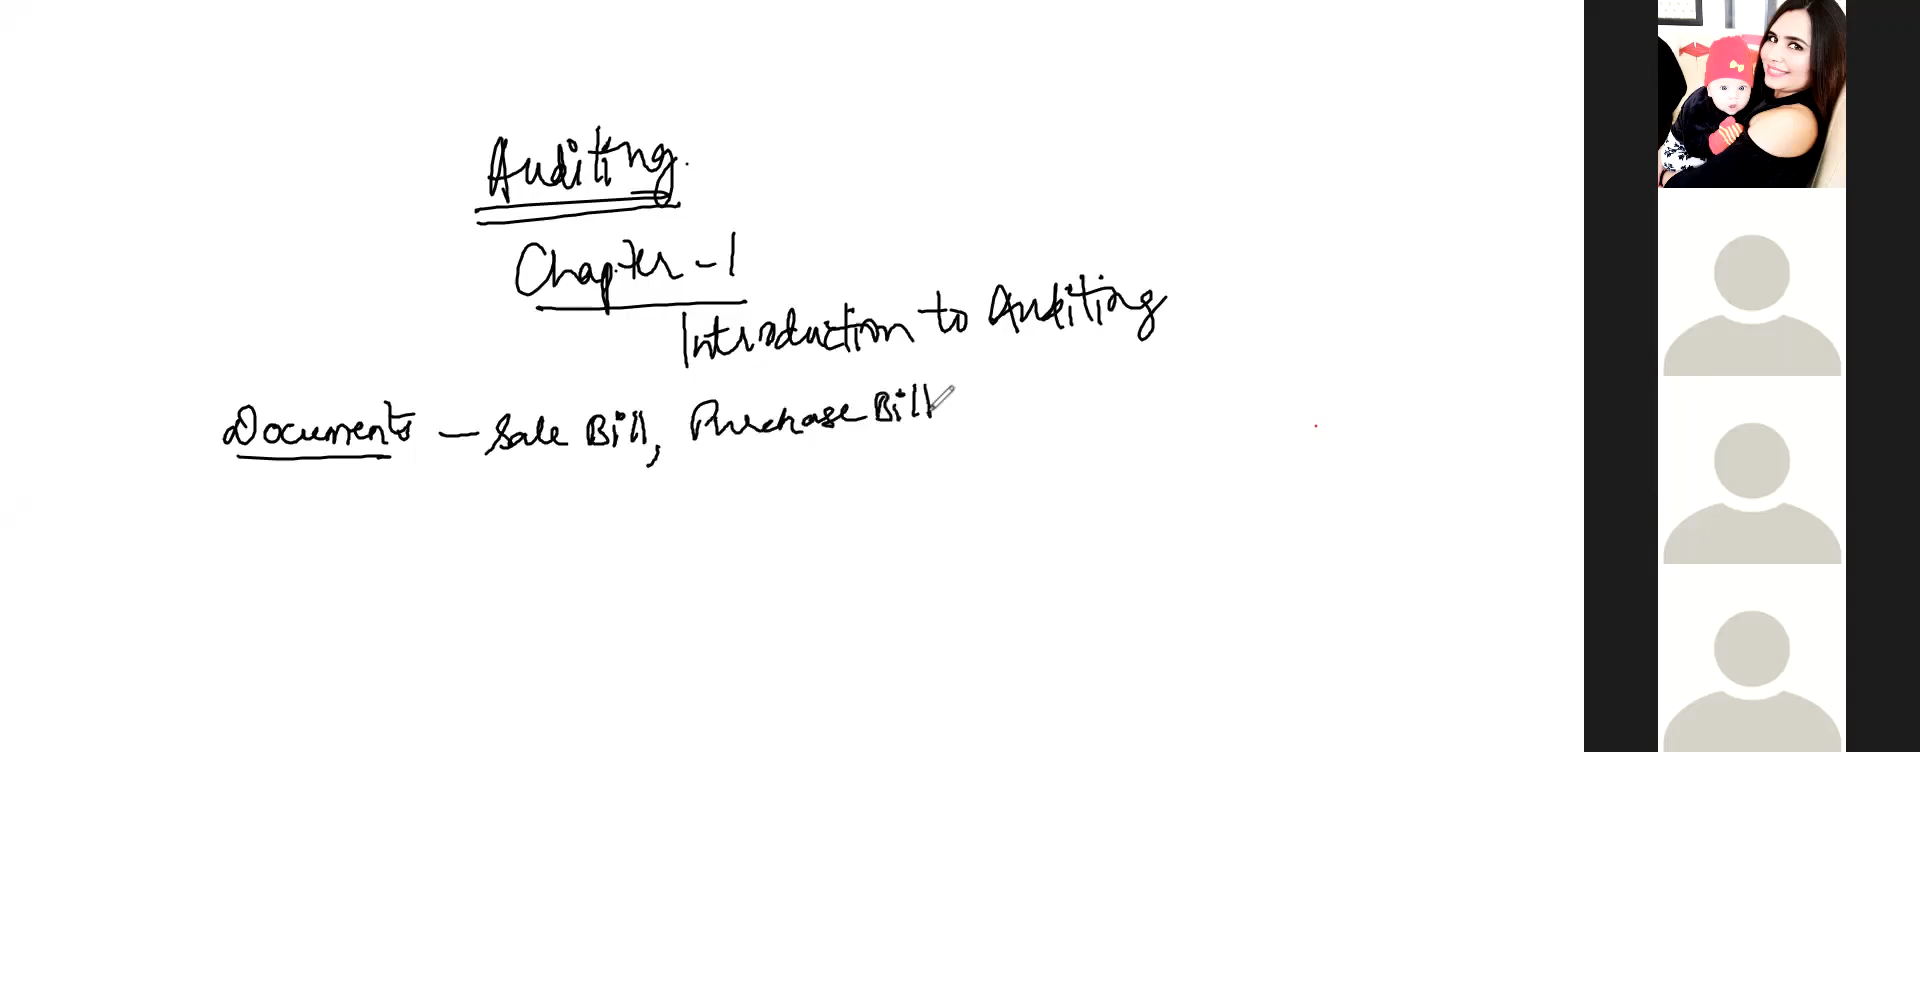 Auditing.
Chapter - 1
Introduction to Auditing
Documents — Sale Bill, Purchase Bill